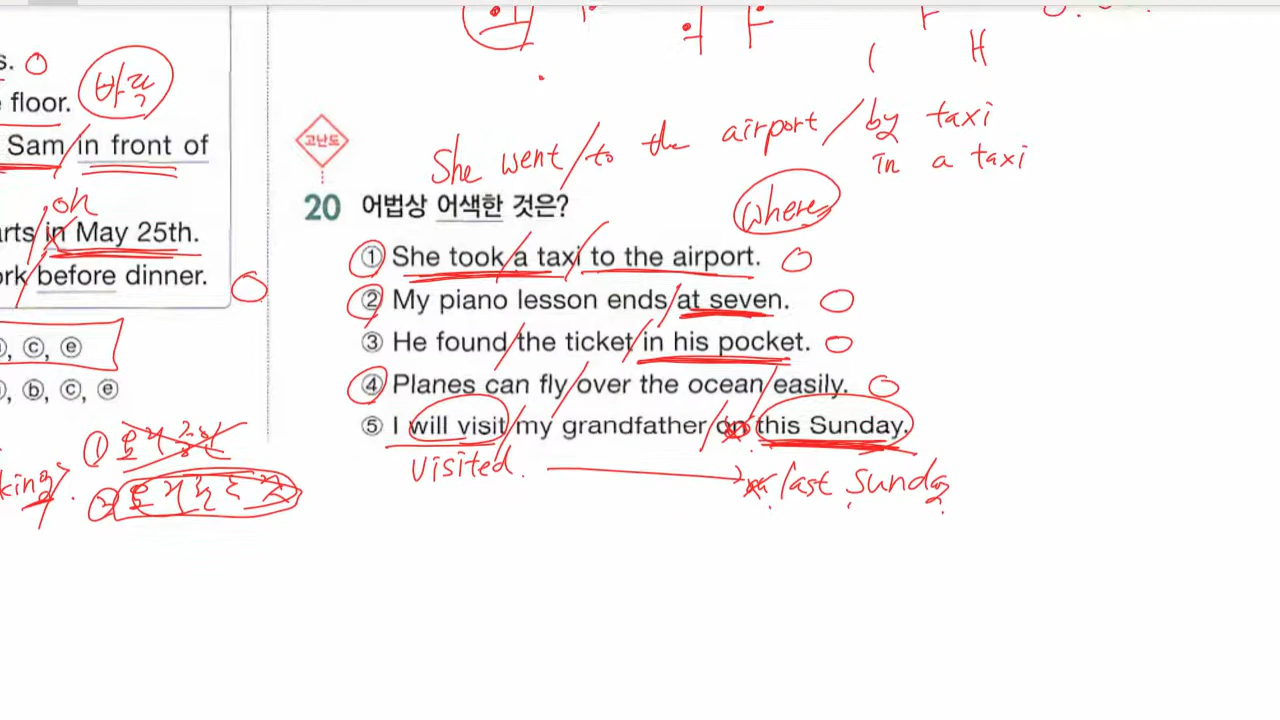 s.
바닥
floor.
Sam in front of
on
arts in May 25th.
ork before dinner.
ⓒ, ⓔ
ⓑ, ⓒ, ⓔ
king
①
②
고난도
She went / to the airport / by taxi
in a taxi
20 어법상 어색한 것은?
where
① She took a taxi to the airport.
② My piano lesson ends at seven.
③ He found the ticket in his pocket.
④ Planes can fly over the ocean easily.
⑤ I will visit my grandfather on this Sunday.
visited.
last Sunday